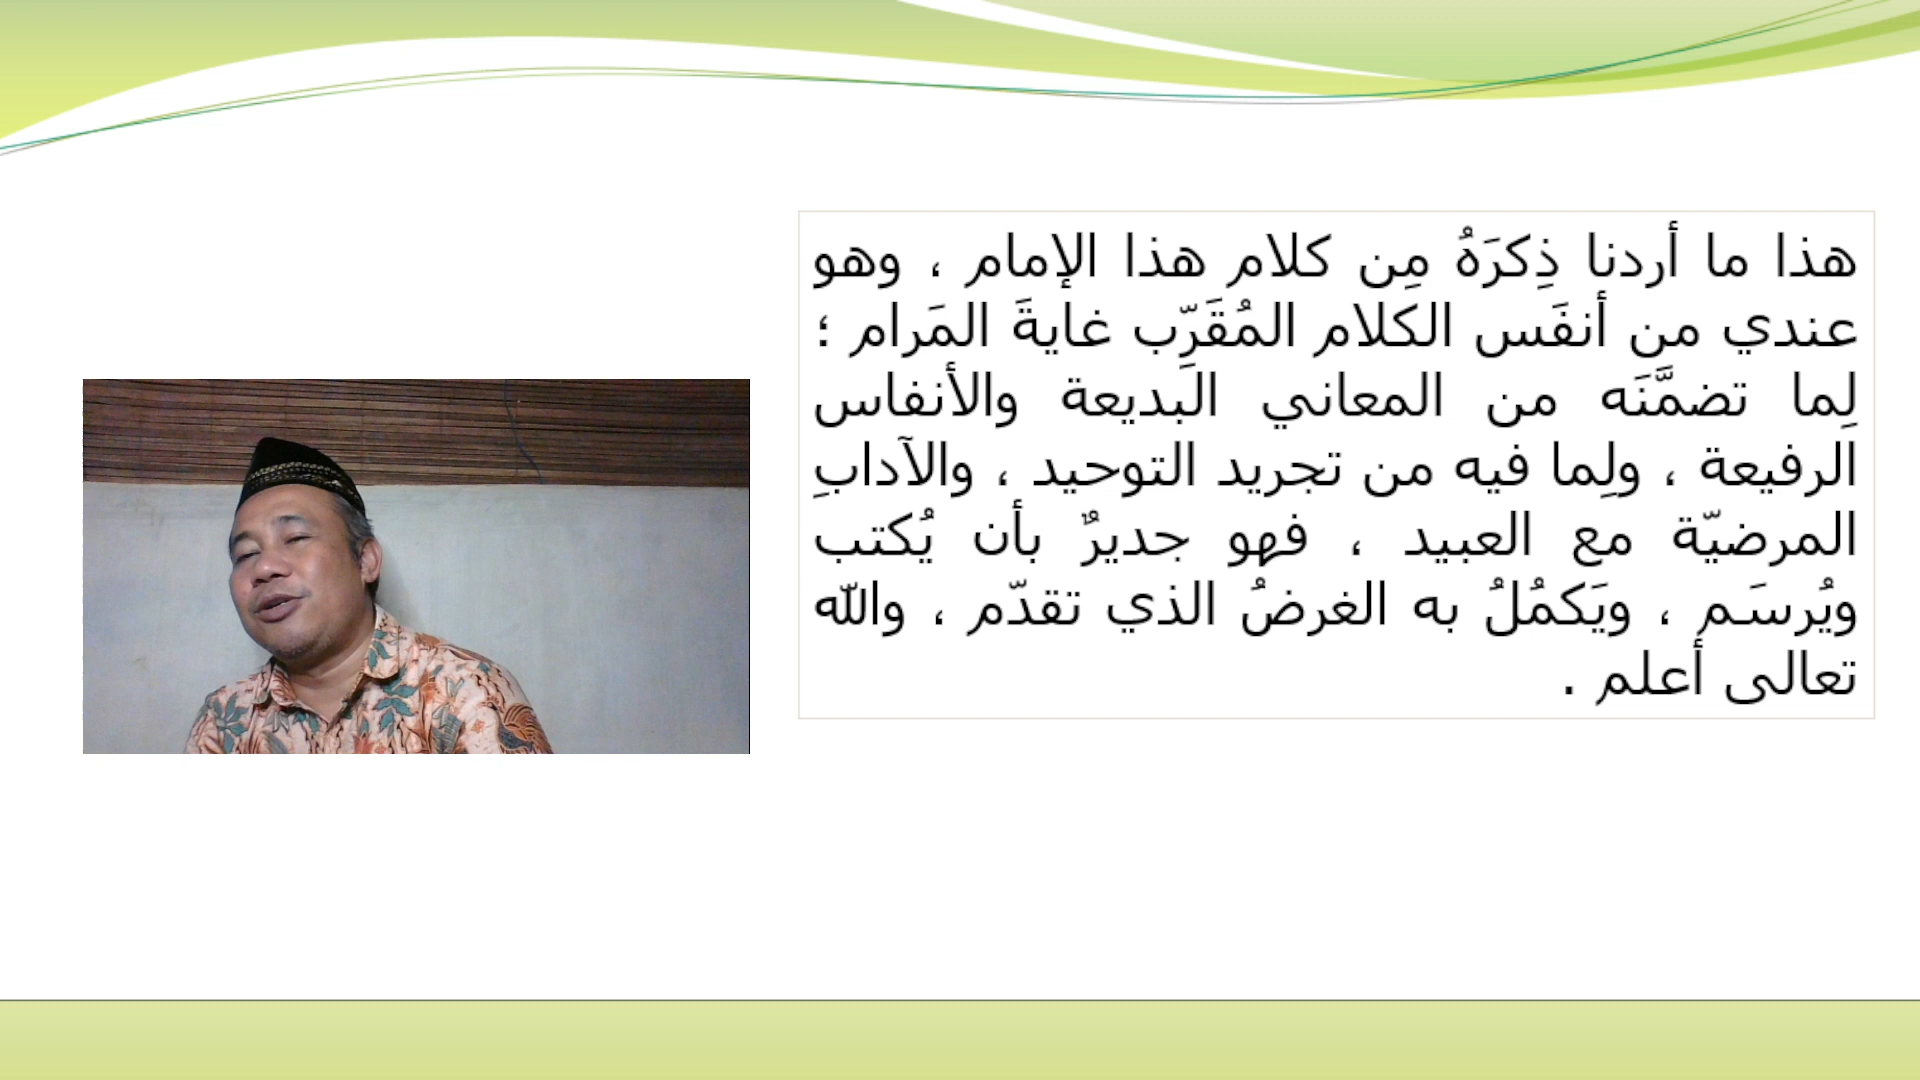 هذا ما أردنا ذِكرَهُ مِن كلام هذا الإمام ، وهو
عندي من أنفَس الكلام المُقَرِّب غايةَ المَرام ؛
لِما تضمَّنَه من المعاني البديعة والأنفاس
الرفيعة ، ولِما فيه من تجريد التوحيد ، والآدابِ
المرضيّة مع العبيد ، فهو جديرٌ بأن يُكتب
ويُرسَم ، ويَكمُلُ به الغرضُ الذي تقدّم ، والله
تعالى أعلم .